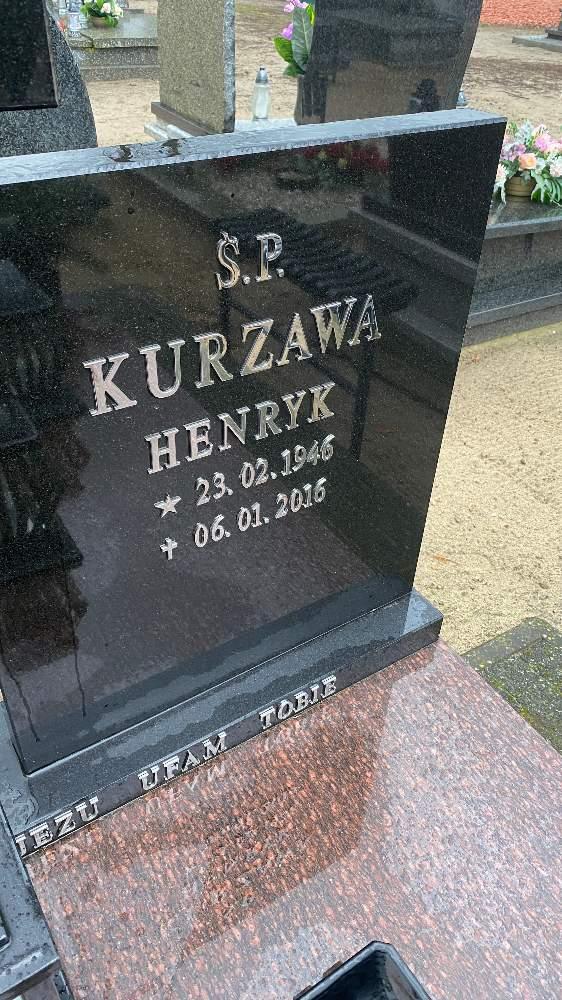 Ś.P.
KURZAWA
HENRYK
★ 23.02.1946
✝ 06.01.2016
JEZU UFAM TOBIE